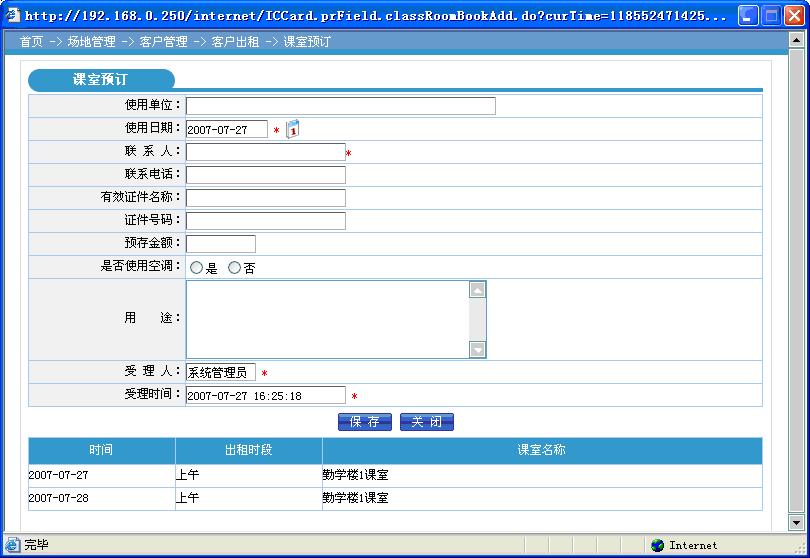 http://192.168.0.250/internet/ICCard.prField.classRoomBookAdd.do?curTime=118552471425...
首页 -> 场地管理 -> 客户管理 -> 客户出租 -> 课室预订
课室预订
使用单位：
使用日期： 2007-07-27 *
联 系 人： *
联系电话：
有效证件名称：
证件号码：
预存金额：
是否使用空调： 是 否
用 途：
受 理 人： 系统管理员 *
受理时间： 2007-07-27 16:25:18 *
保 存 关 闭
时间 出租时段 课室名称
2007-07-27 上午 勤学楼1课室
2007-07-28 上午 勤学楼1课室
完毕 Internet